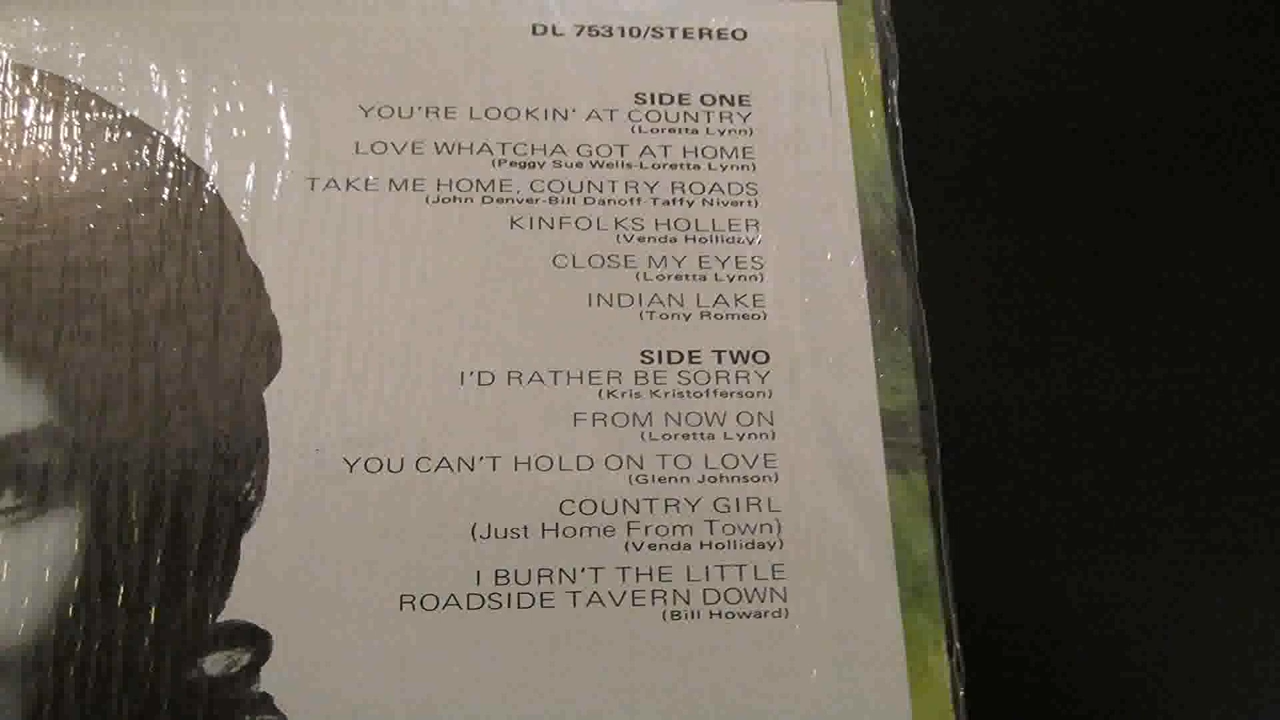 DL 75310/STEREO
SIDE ONE
YOU'RE LOOKIN' AT COUNTRY
(Loretta Lynn)
LOVE WHATCHA GOT AT HOME
(Peggy Sue Wells-Loretta Lynn)
TAKE ME HOME, COUNTRY ROADS
(John Denver-Bill Danoff-Taffy Nivert)
KINFOLKS HOLLER
(Venda Holliday)
CLOSE MY EYES
(Loretta Lynn)
INDIAN LAKE
(Tony Romeo)
SIDE TWO
I'D RATHER BE SORRY
(Kris Kristofferson)
FROM NOW ON
(Loretta Lynn)
YOU CAN'T HOLD ON TO LOVE
(Glenn Johnson)
COUNTRY GIRL
(Just Home From Town)
(Venda Holliday)
I BURN'T THE LITTLE
ROADSIDE TAVERN DOWN
(Bill Howard)